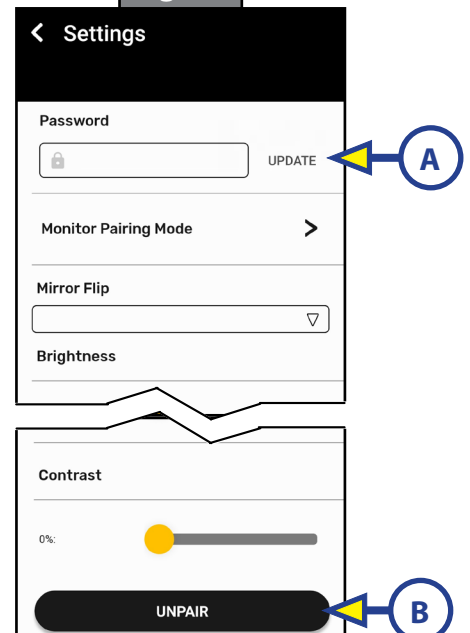 Settings
Password
UPDATE
A
Monitor Pairing Mode
Mirror Flip
Brightness
Contrast
0%:
UNPAIR
B